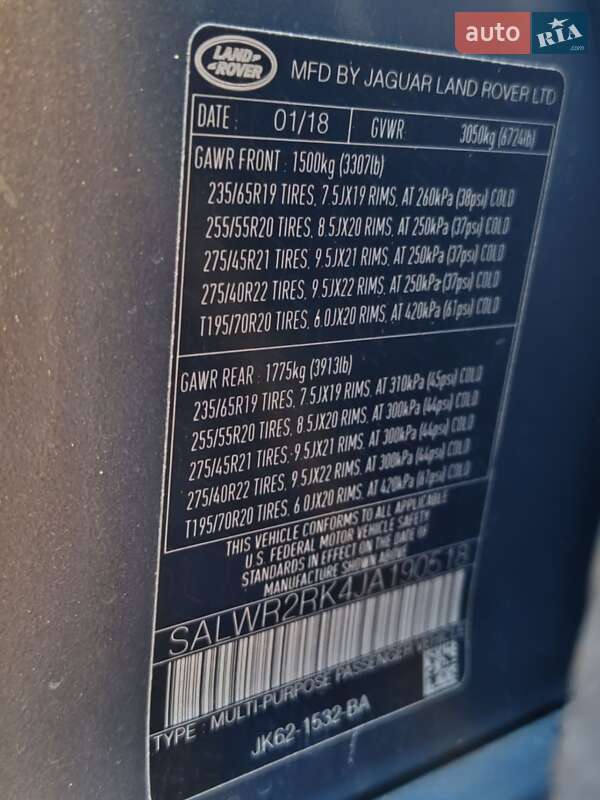 auto RIA.com
LAND ROVER
MFD BY JAGUAR LAND ROVER LTD
DATE: 01/18 GVWR: 3050kg (6724lb)
GAWR FRONT: 1500kg (3307lb)
235/65R19 TIRES, 7.5JX19 RIMS, AT 260kPa (38psi) COLD
255/55R20 TIRES, 8.5JX20 RIMS, AT 250kPa (37psi) COLD
275/45R21 TIRES, 9.5JX21 RIMS, AT 250kPa (37psi) COLD
275/40R22 TIRES, 9.5JX22 RIMS, AT 250kPa (37psi) COLD
T195/70R20 TIRES, 6.0JX20 RIMS, AT 420kPa (61psi) COLD
GAWR REAR: 1775kg (3913lb)
235/65R19 TIRES, 7.5JX19 RIMS, AT 310kPa (45psi) COLD
255/55R20 TIRES, 8.5JX20 RIMS, AT 300kPa (44psi) COLD
275/45R21 TIRES, 9.5JX21 RIMS, AT 300kPa (44psi) COLD
275/40R22 TIRES, 9.5JX22 RIMS, AT 300kPa (44psi) COLD
T195/70R20 TIRES, 6.0JX20 RIMS, AT 420kPa (61psi) COLD
THIS VEHICLE CONFORMS TO ALL APPLICABLE
U.S. FEDERAL MOTOR VEHICLE SAFETY
STANDARDS IN EFFECT ON THE DATE OF
MANUFACTURE SHOWN ABOVE
SALWR2RK4JA190518
TYPE: MULTI-PURPOSE PASSENGER VEHICLE
JK62-1532-BA